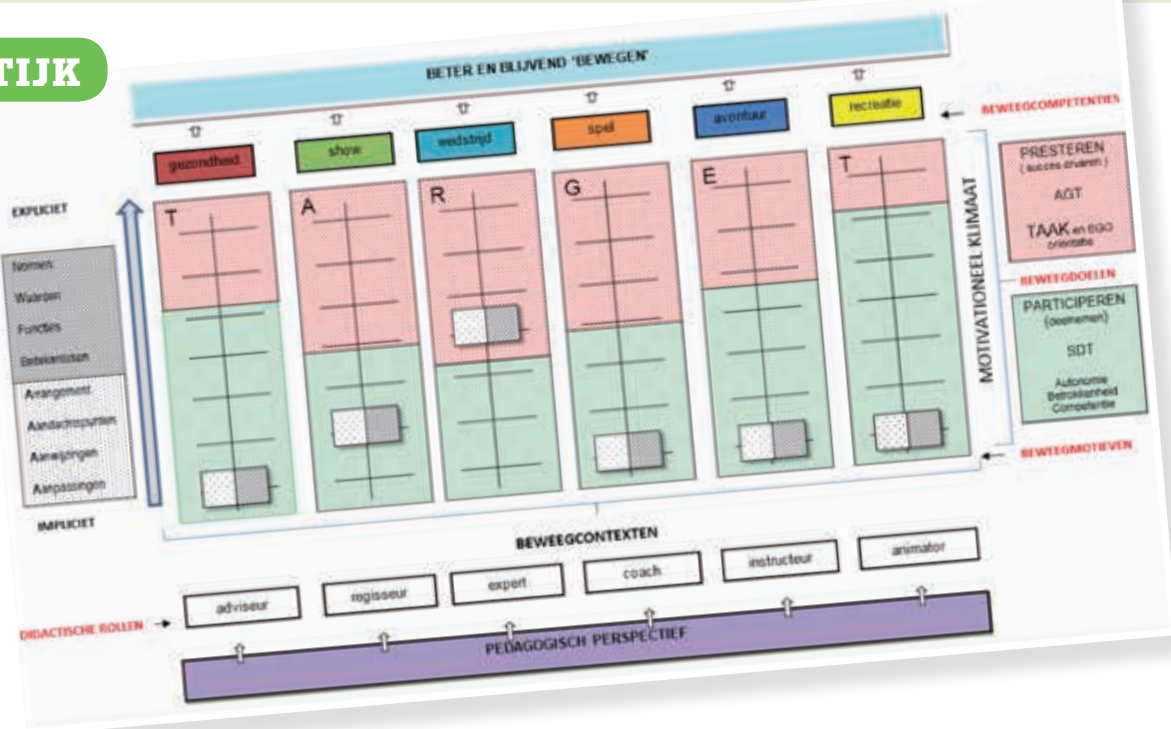 TIJK
BETER EN BLIJVEND 'BEWEGEN'
gezondheid
show
wedstrijd
spel
avontuur
recreatie
BEWEEGCOMPETENTIES
EXPLICIET
Normen
Waarden
Functies
Betekenissen
Arrangement
Aandachtspunten
Aanwijzingen
Aanpassingen
IMPLICIET
T
A
R
G
E
T
MOTIVATIONEEL KLIMAAT
PRESTEREN
( succes ervaren )
AGT
TAAK en EGO
orientatie
BEWEEGDOELEN
PARTICIPEREN
(deelnemen)
SDT
Autonomie
Betrokkenheid
Competentie
BEWEEGMOTIEVEN
BEWEEGCONTEXTEN
adviseur
regisseur
expert
coach
instructeur
animator
DIDACTISCHE ROLLEN
PEDAGOGISCH PERSPECTIEF